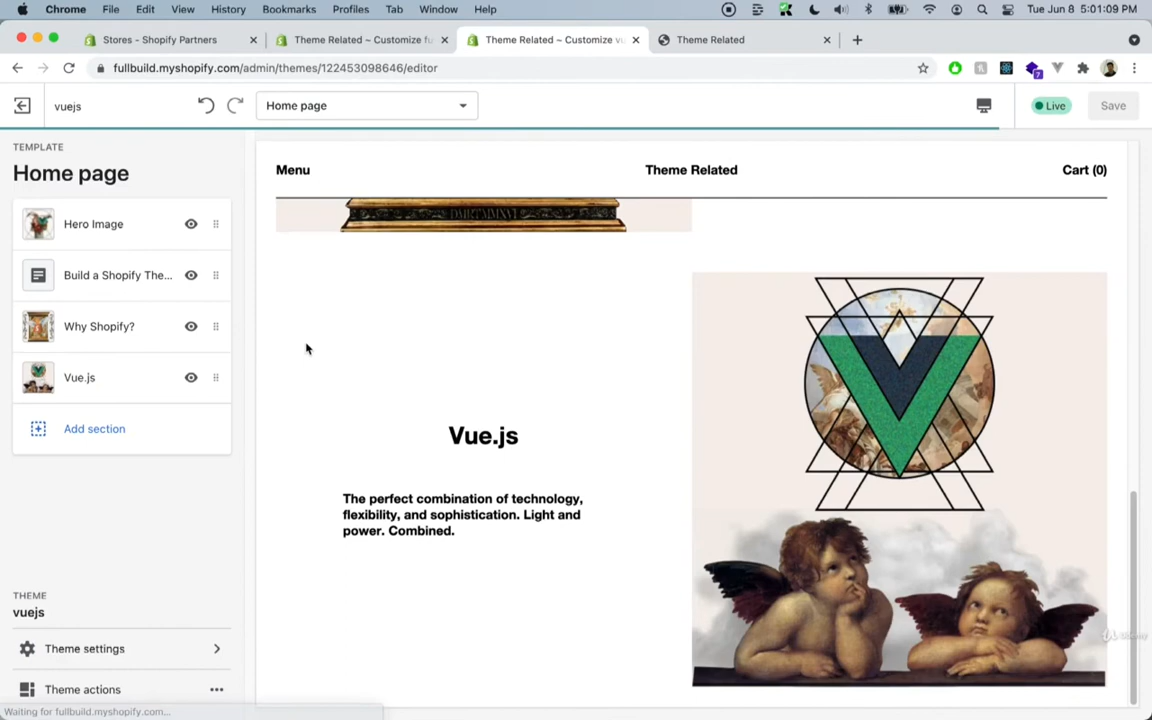 Chrome File Edit View History Bookmarks Profiles Tab Window Help Tue Jun 8 5:01:09 PM
Stores - Shopify Partners
Theme Related ~ Customize fu
Theme Related ~ Customize vu
Theme Related
fullbuild.myshopify.com/admin/themes/122453098646/editor
7
vuejs
Home page
Live
Save
TEMPLATE
Home page
Hero Image
Build a Shopify The...
Why Shopify?
Vue.js
Add section
THEME
vuejs
Theme settings
Theme actions
Waiting for fullbuild.myshopify.com...
Menu
Theme Related
Cart (0)
Vue.js
The perfect combination of technology,
flexibility, and sophistication. Light and
power. Combined.
Udemy